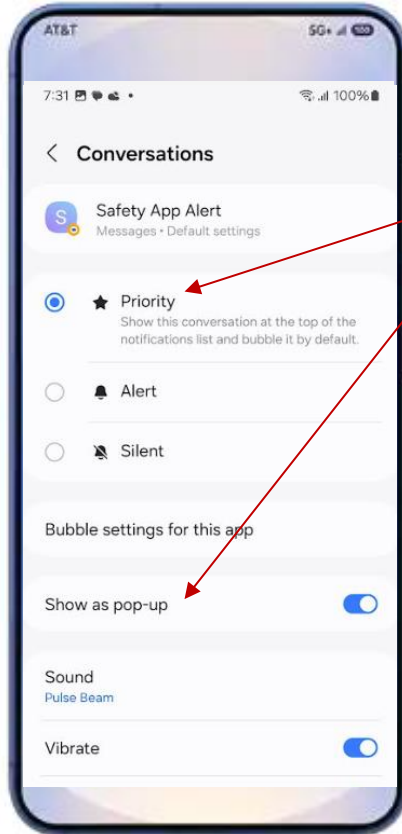 AT&T 5G+ 100
7:31 100%
Conversations
S
Safety App Alert
Messages • Default settings
Priority
Show this conversation at the top of the
notifications list and bubble it by default.
Alert
Silent
Bubble settings for this app
Show as pop-up
Sound
Pulse Beam
Vibrate